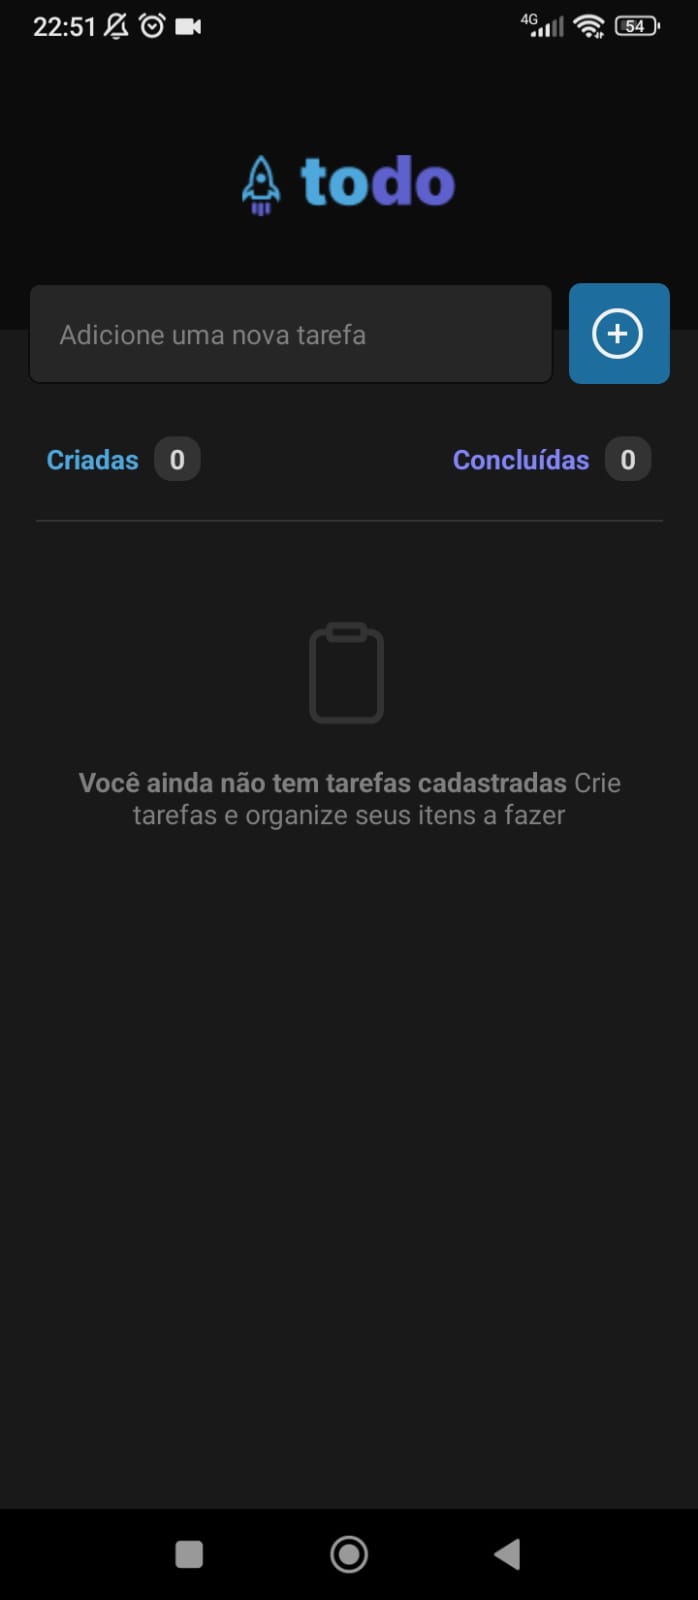 22:51 4G 54
todo
Adicione uma nova tarefa
Criadas 0 Concluídas 0
Você ainda não tem tarefas cadastradas Crie
tarefas e organize seus itens a fazer